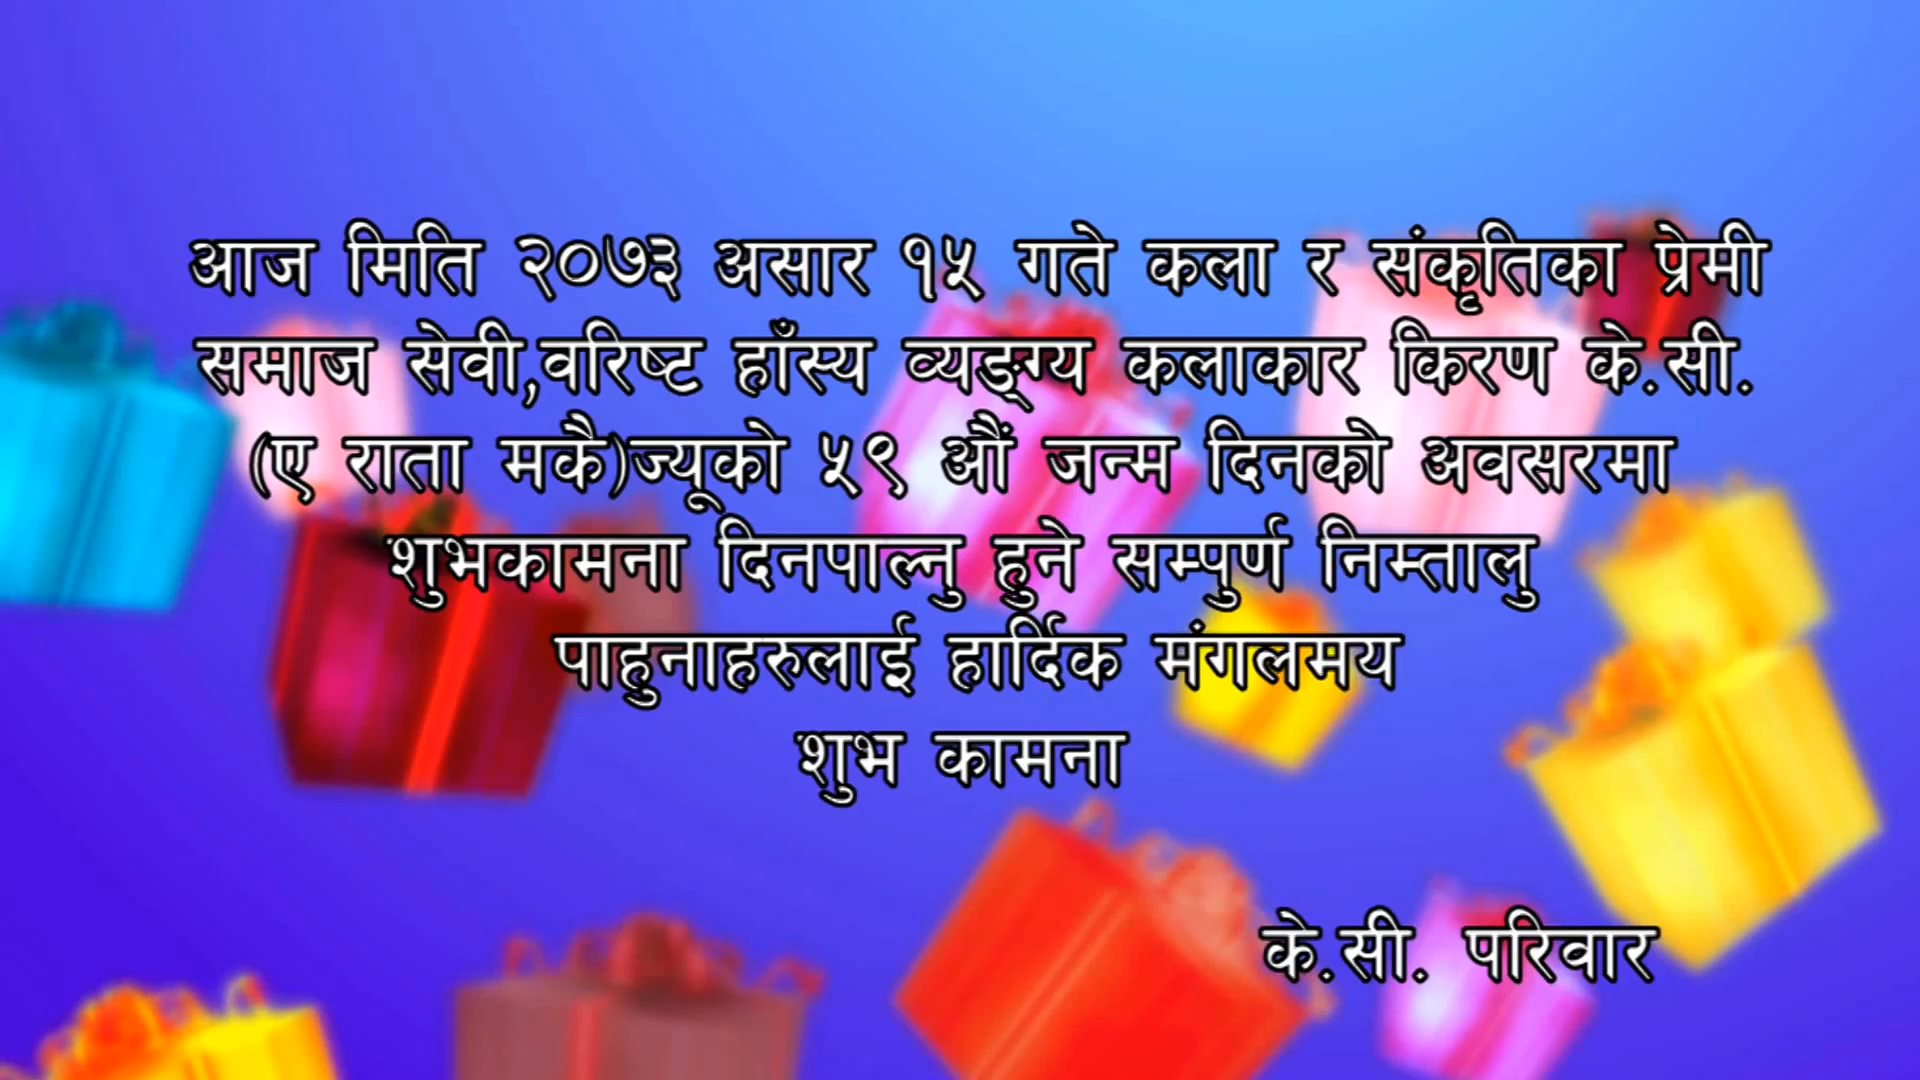 आज मिति २०७३ असार १५ गते कला र संकृतिका प्रेमी
समाज सेवी,वरिष्ट हाँस्य व्यङ्ग्य कलाकार किरण के.सी.
(ए राता मकै)ज्यूको ५९ औं जन्म दिनको अवसरमा
शुभकामना दिनपाल्नु हुने सम्पुर्ण निम्तालु
पाहुनाहरुलाई हार्दिक मंगलमय
शुभ कामना
के.सी. परिवार